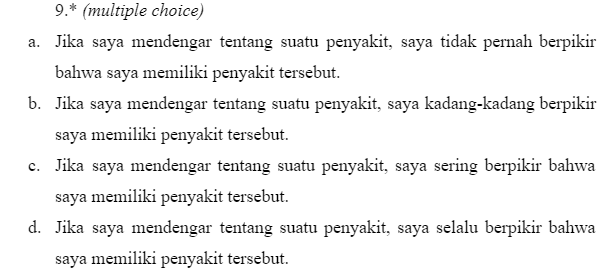 9.* (multiple choice)
a. Jika saya mendengar tentang suatu penyakit, saya tidak pernah berpikir
bahwa saya memiliki penyakit tersebut.
b. Jika saya mendengar tentang suatu penyakit, saya kadang-kadang berpikir
saya memiliki penyakit tersebut.
c. Jika saya mendengar tentang suatu penyakit, saya sering berpikir bahwa
saya memiliki penyakit tersebut.
d. Jika saya mendengar tentang suatu penyakit, saya selalu berpikir bahwa
saya memiliki penyakit tersebut.